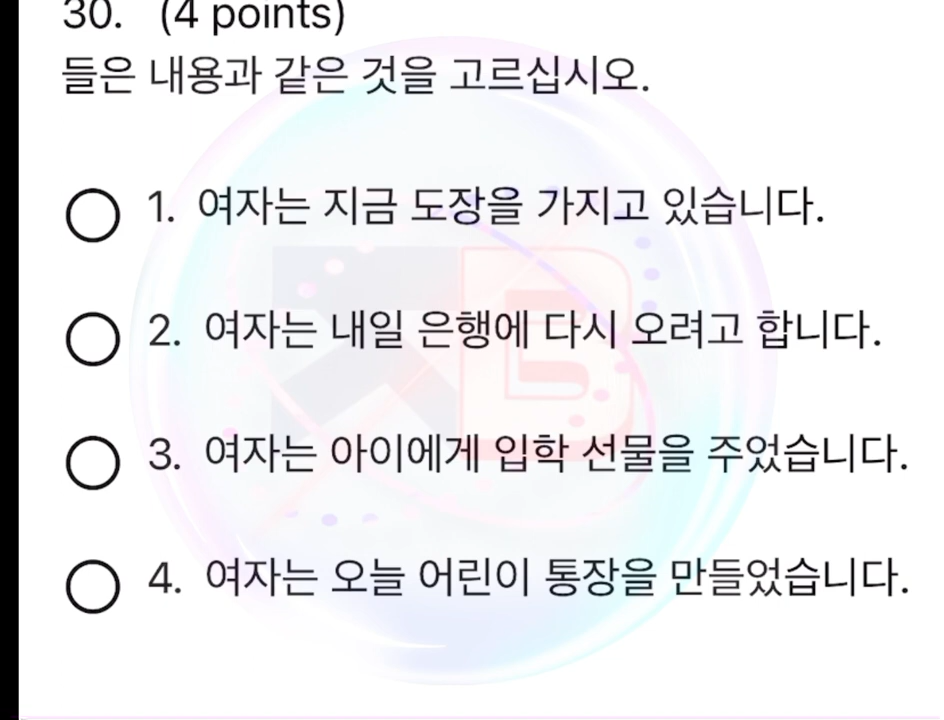 30. (4 points)
들은 내용과 같은 것을 고르십시오.
1. 여자는 지금 도장을 가지고 있습니다.
2. 여자는 내일 은행에 다시 오려고 합니다.
3. 여자는 아이에게 입학 선물을 주었습니다.
4. 여자는 오늘 어린이 통장을 만들었습니다.